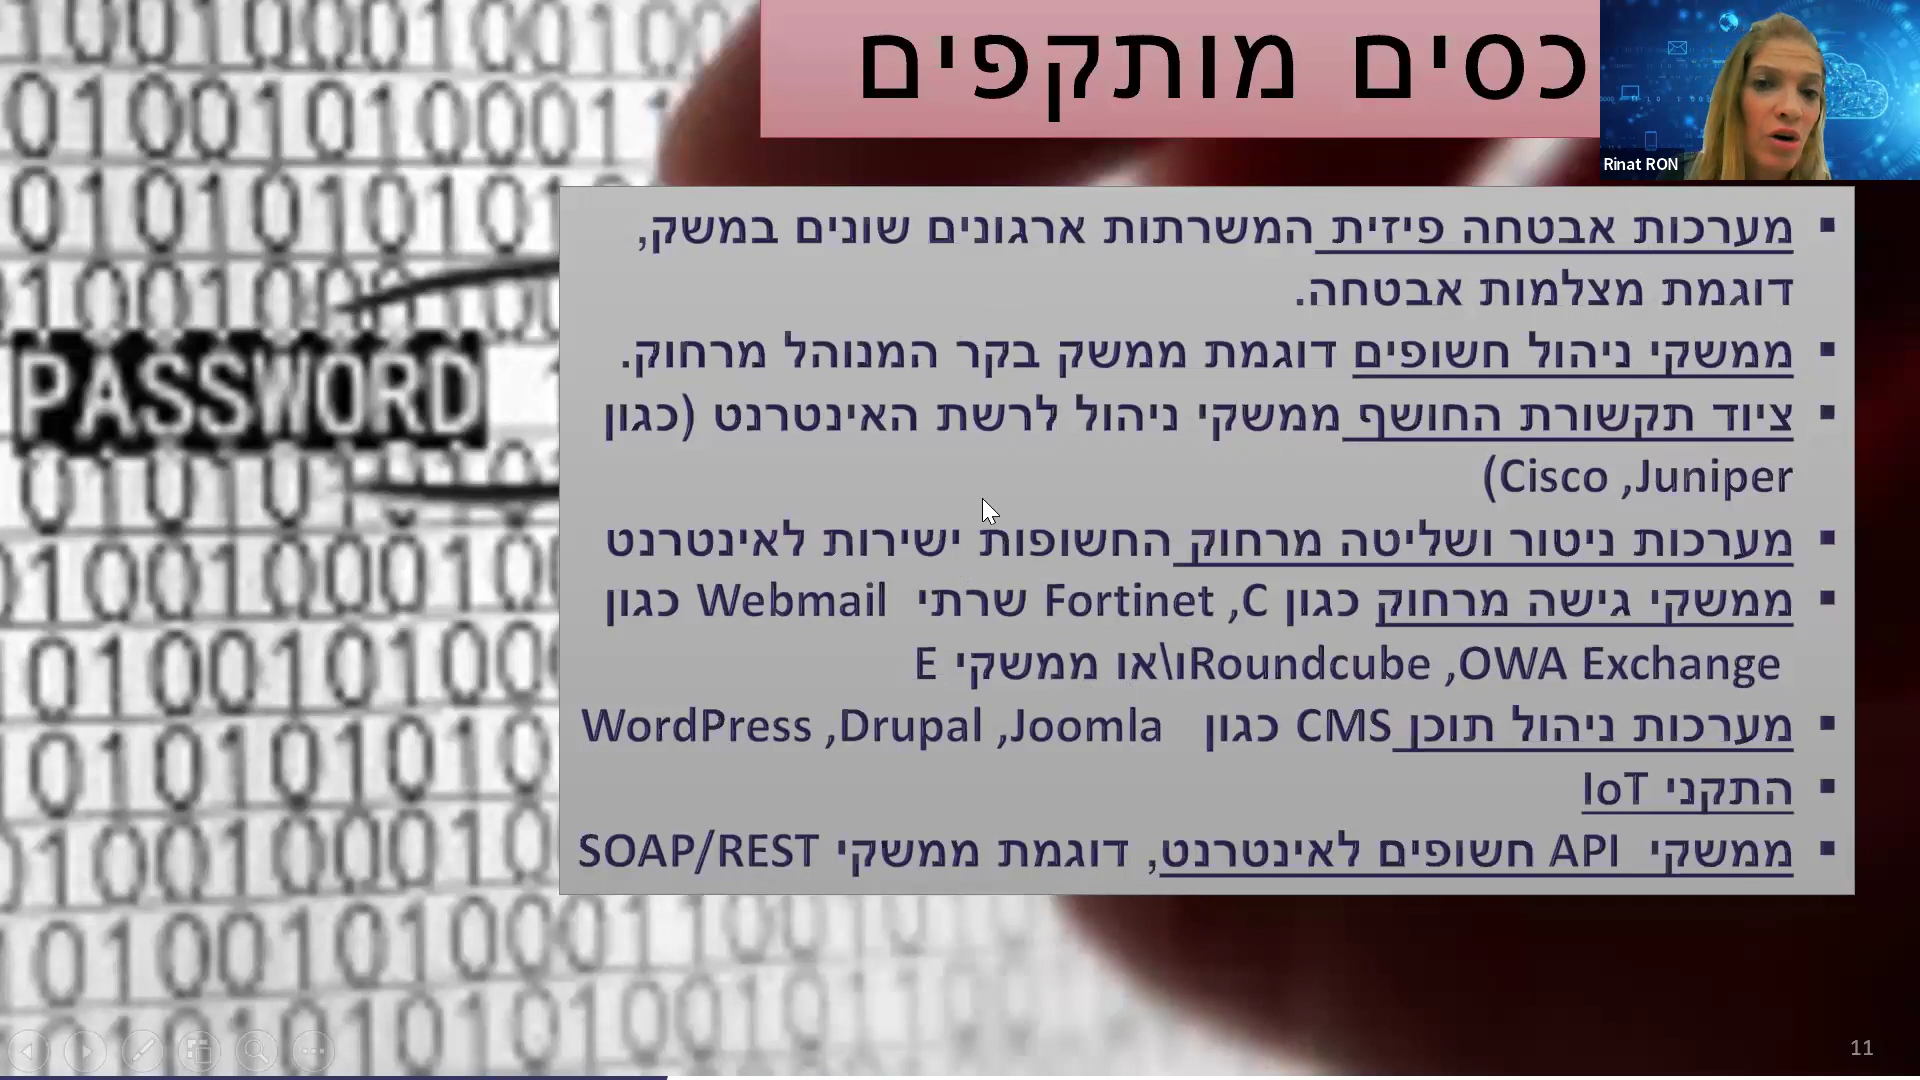 כסים מותקפים
Rinat RON
▪ מערכות אבטחה פיזית המשרתות ארגונים שונים במשק,
דוגמת מצלמות אבטחה.
▪ ממשקי ניהול חשופים דוגמת ממשק בקר המנוהל מרחוק.
▪ ציוד תקשורת החושף ממשקי ניהול לרשת האינטרנט (כגון
Cisco ,Juniper)
▪ מערכות ניטור ושליטה מרחוק החשופות ישירות לאינטרנט
▪ ממשקי גישה מרחוק כגון Fortinet ,C שרתי Webmail כגון
Roundcube ,OWA Exchangeו\או ממשקי E
▪ מערכות ניהול תוכן CMS כגון WordPress ,Drupal ,Joomla
▪ התקני IoT
▪ ממשקי API חשופים לאינטרנט, דוגמת ממשקי SOAP/REST
PASSWORD
11